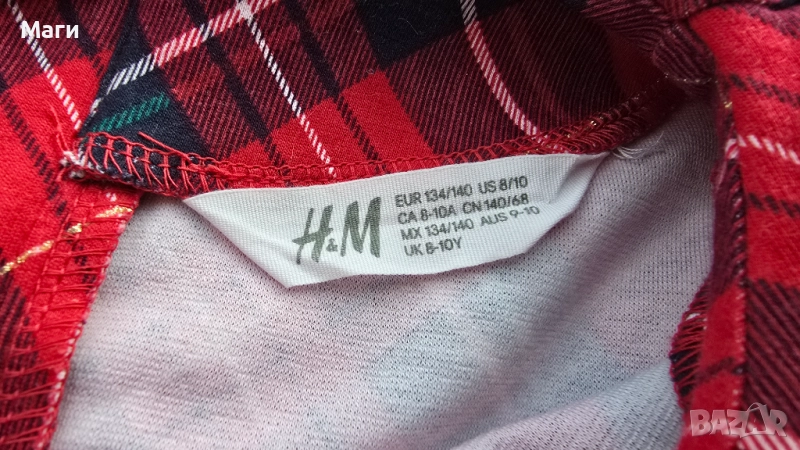 Маги
H&M
EUR 134/140 US 8/10
CA 8-10A CN 140/68
MX 134/140 AUS 9-10
UK 8-10Y
BAZAR